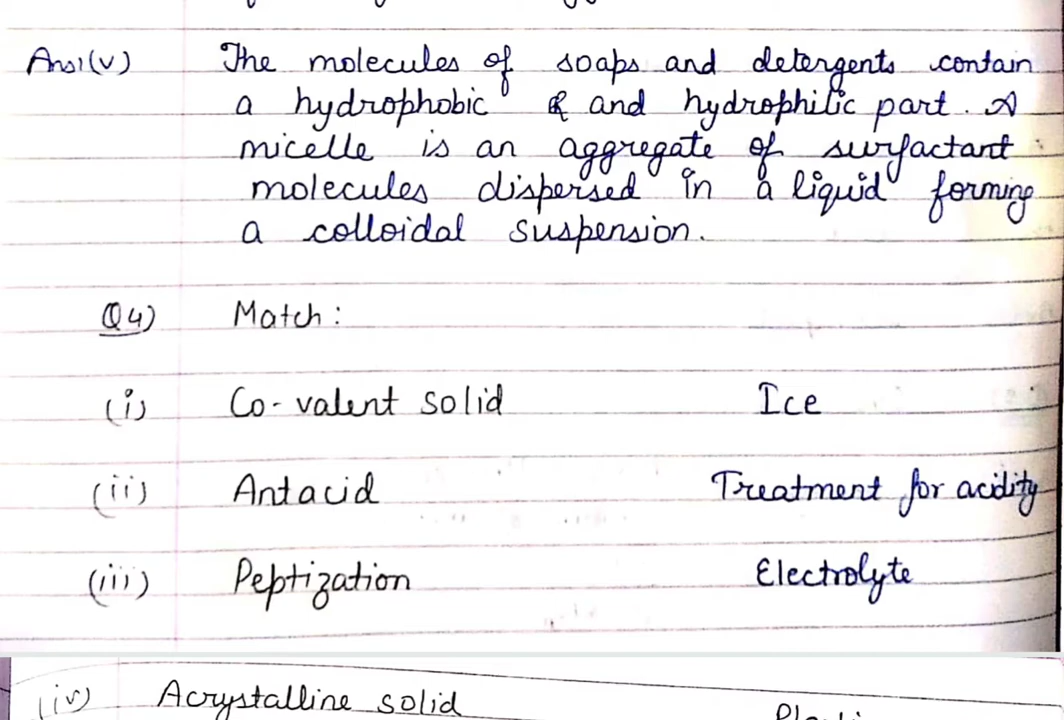 Ans1(v) The molecules of soaps and detergents contain
a hydrophobic and hydrophilic part. A
micelle is an aggregate of surfactant
molecules dispersed in a liquid forming
a colloidal suspension.
Q4) Match:
(i) Co-valent solid Ice
(ii) Antacid Treatment for acidity
(iii) Peptization Electrolyte
(iv) Acrystalline solid